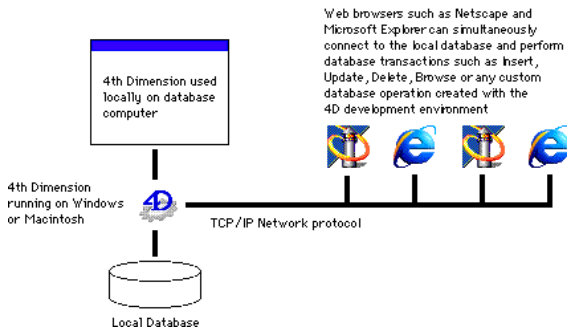 Web browsers such as Netscape and
Microsoft Explorer can simultaneously
connect to the local database and perform
database transactions such as Insert,
Update, Delete, Browse or any custom
database operation created with the
4D development environment
4th Dimension used
locally on database
computer
4th Dimension
running on Windows
or Macintosh
4D
TCP/IP Network protocol
Local Database